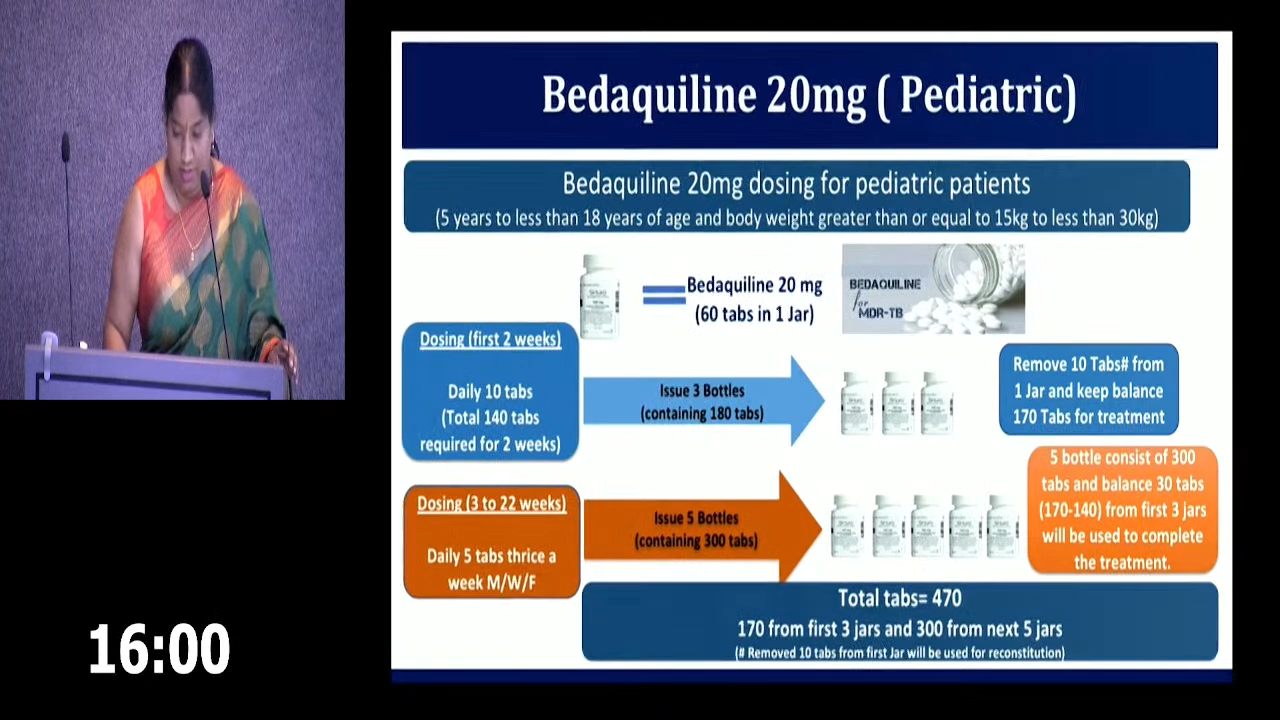 Bedaquiline 20mg ( Pediatric)
Bedaquiline 20mg dosing for pediatric patients
(5 years to less than 18 years of age and body weight greater than or equal to 15kg to less than 30kg)
Bedaquiline 20 mg
(60 tabs in 1 Jar)
BEDAQUILINE
for
MDR-TB
Dosing (first 2 weeks)
Daily 10 tabs
(Total 140 tabs
required for 2 weeks)
Issue 3 Bottles
(containing 180 tabs)
Remove 10 Tabs# from
1 Jar and keep balance
170 Tabs for treatment
Dosing (3 to 22 weeks)
Daily 5 tabs thrice a
week M/W/F
Issue 5 Bottles
(containing 300 tabs)
5 bottle consist of 300
tabs and balance 30 tabs
(170-140) from first 3 jars
will be used to complete
the treatment.
Total tabs= 470
170 from first 3 jars and 300 from next 5 jars
(# Removed 10 tabs from first Jar will be used for reconstitution)
16:00